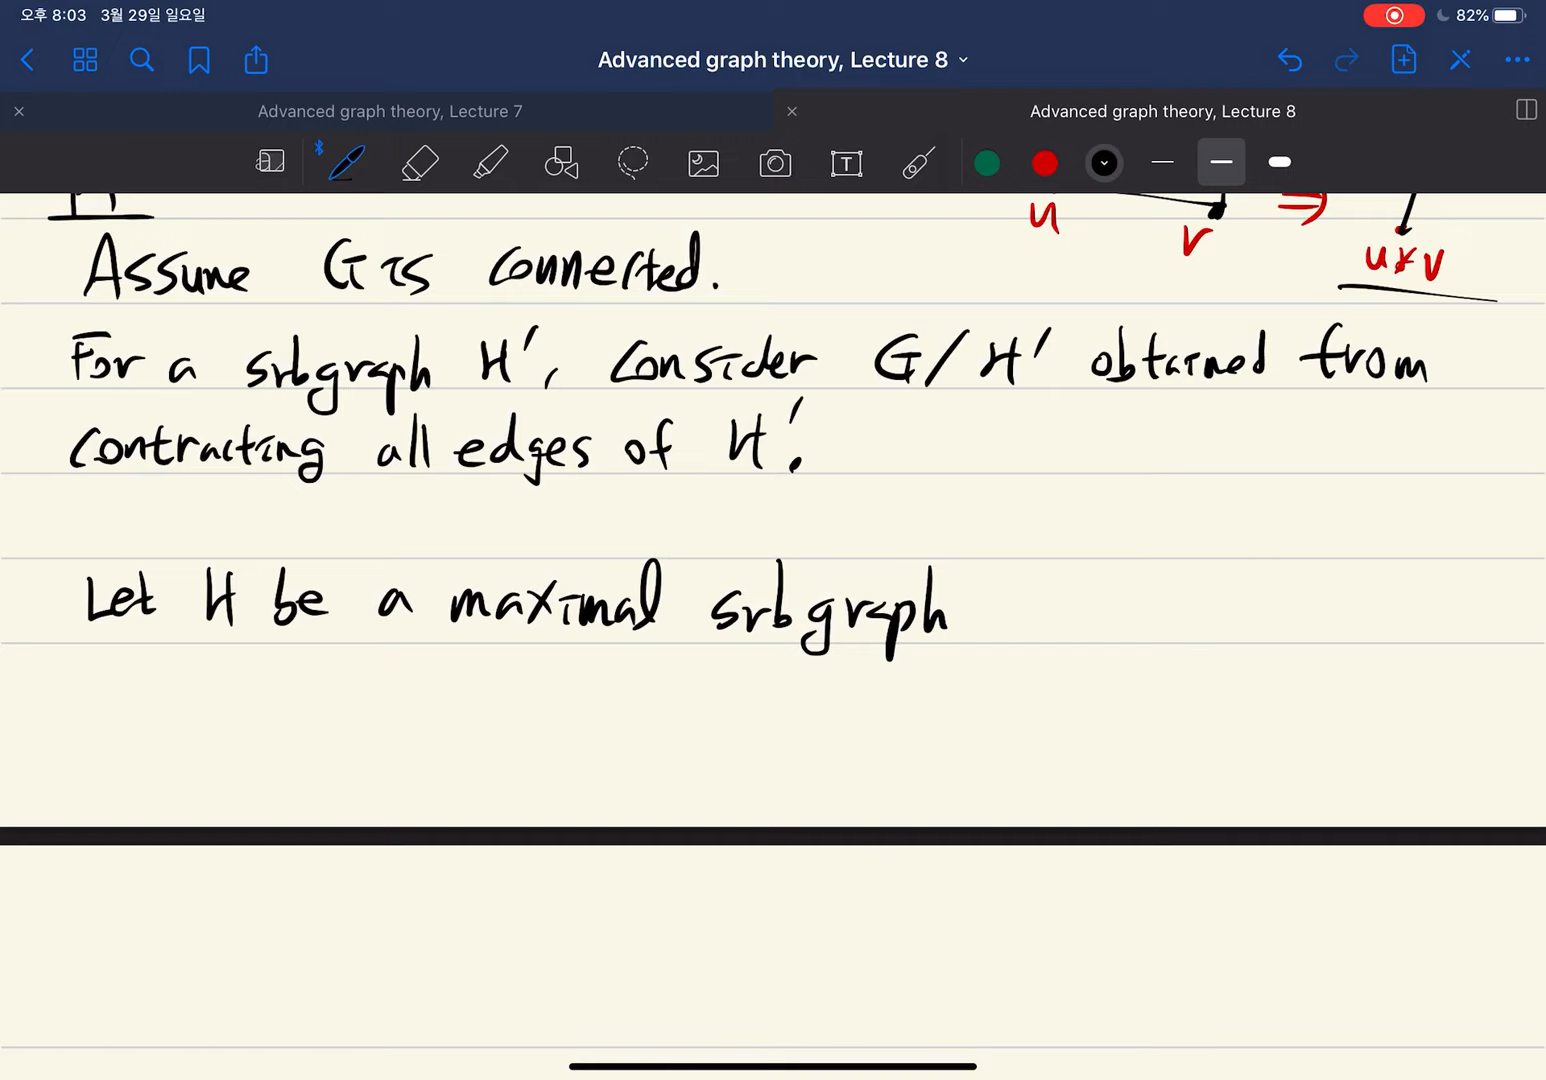 오후 8:03 3월 29일 일요일 82%
Advanced graph theory, Lecture 8
Advanced graph theory, Lecture 7 Advanced graph theory, Lecture 8
T
u v ⇒ u*v
Assume G is connected.
For a subgraph H', consider G/H' obtained from
contracting all edges of H'.
Let H be a maximal subgraph